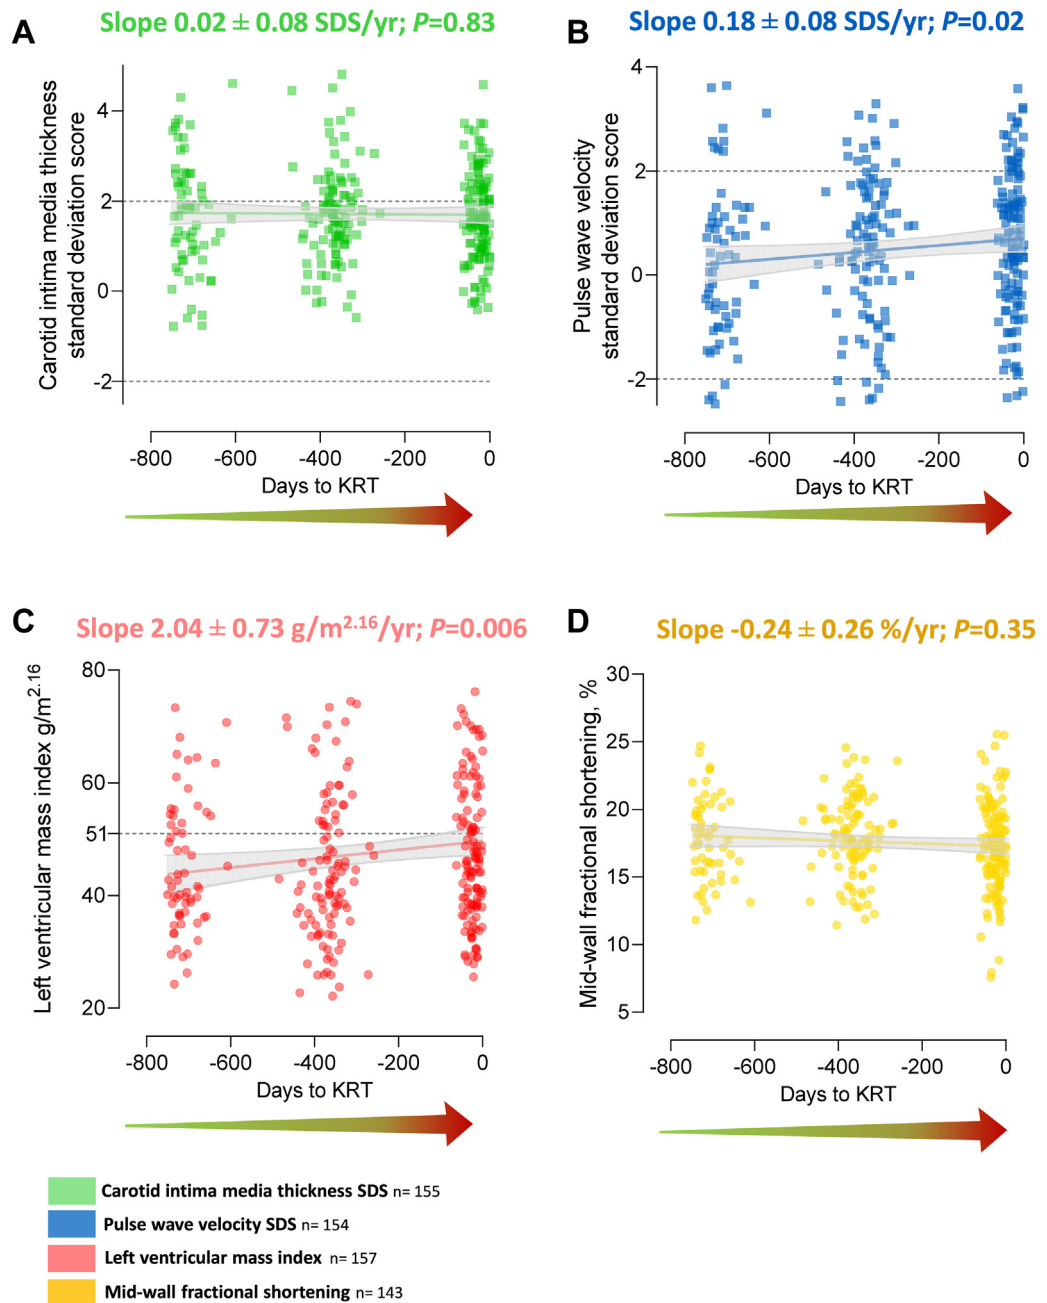 A
Slope 0.02 ± 0.08 SDS/yr; P=0.83
Carotid intima media thickness
standard deviation score
4
2
0
-2
-800 -600 -400 -200 0
Days to KRT
B
Slope 0.18 ± 0.08 SDS/yr; P=0.02
Pulse wave velocity
standard deviation score
4
2
0
-2
-800 -600 -400 -200 0
Days to KRT
C
Slope 2.04 ± 0.73 g/m^2.16/yr; P=0.006
Left ventricular mass index g/m^2.16
80
60
51
40
20
-800 -600 -400 -200 0
Days to KRT
D
Slope -0.24 ± 0.26 %/yr; P=0.35
Mid-wall fractional shortening, %
30
25
20
15
10
5
-800 -600 -400 -200 0
Days to KRT
Carotid intima media thickness SDS n= 155
Pulse wave velocity SDS n= 154
Left ventricular mass index n= 157
Mid-wall fractional shortening n= 143